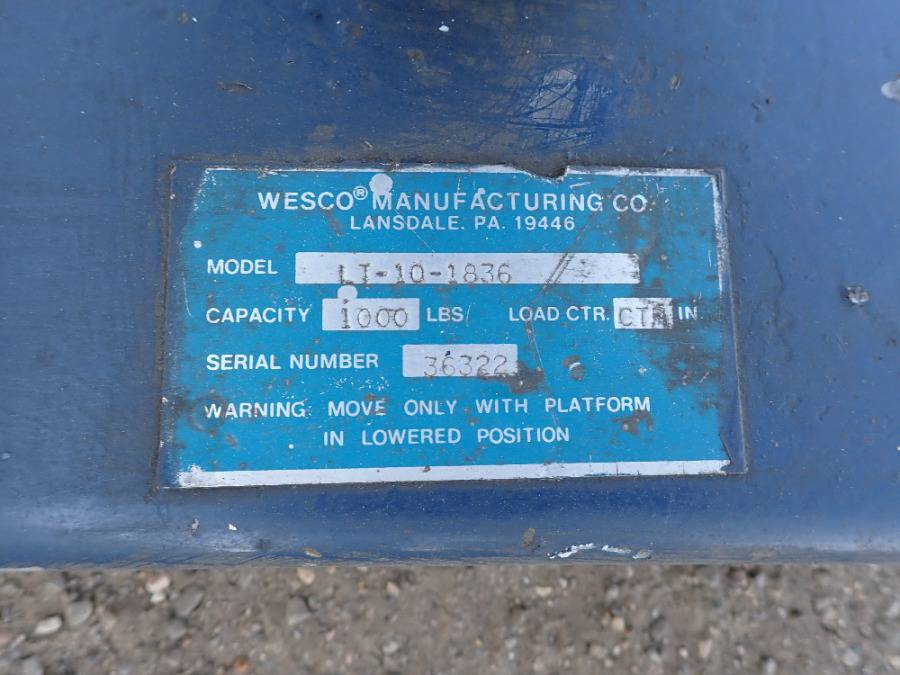 WESCO® MANUFACTURING CO.
LANSDALE, PA. 19446
MODEL LT-10-1836
CAPACITY 1000 LBS LOAD CTR. CTR IN
SERIAL NUMBER 36322
WARNING: MOVE ONLY WITH PLATFORM
IN LOWERED POSITION